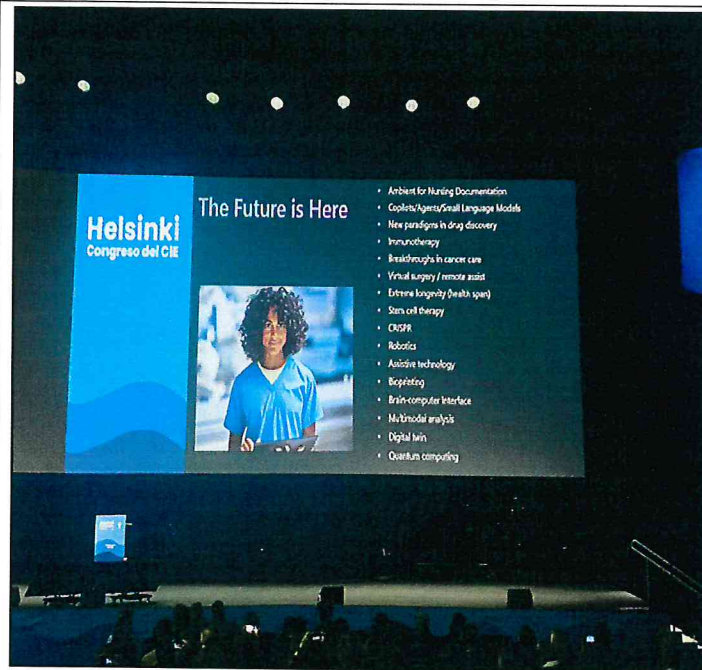 Helsinki
Congreso del CIE
The Future is Here
• Ambient for Nursing Documentation
• Copilots/Agents/Small Language Models
• New paradigms in drug discovery
• Immunotherapy
• Breakthroughs in cancer care
• Virtual surgery / remote assist
• Extreme longevity (health span)
• Stem cell therapy
• CRISPR
• Robotics
• Assistive technology
• Bioprinting
• Brain-computer interface
• Multimodal analysis
• Digital twin
• Quantum computing